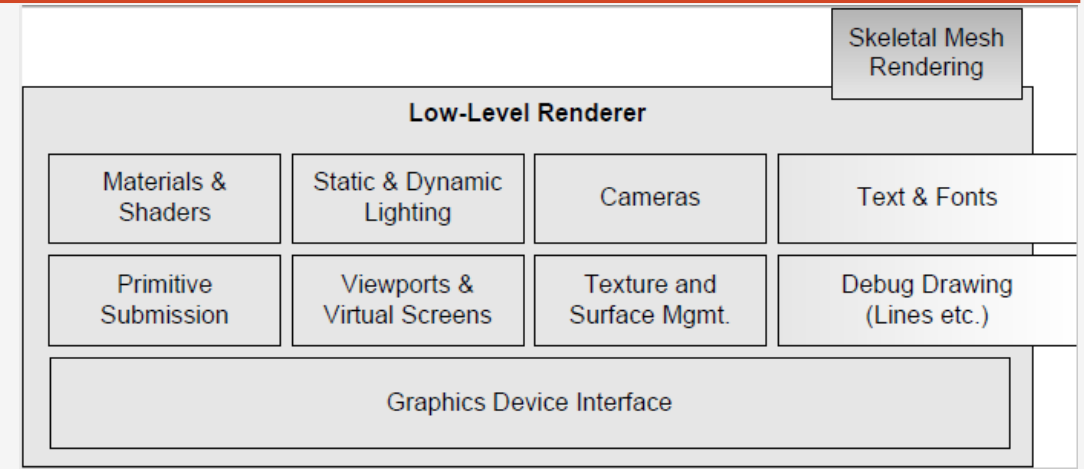 Skeletal Mesh
Rendering
Low-Level Renderer
Materials &
Shaders
Static & Dynamic
Lighting
Cameras
Text & Fonts
Primitive
Submission
Viewports &
Virtual Screens
Texture and
Surface Mgmt.
Debug Drawing
(Lines etc.)
Graphics Device Interface